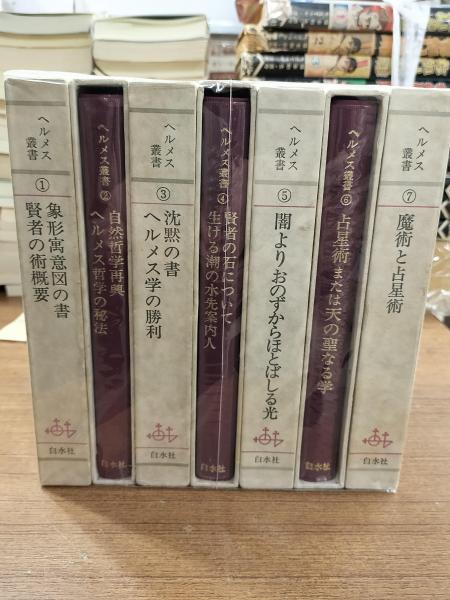 ヘルメス
叢書
①
象形寓意図の書
賢者の術概要
白水社
ヘルメス叢書②
自然哲学再興
ヘルメス哲学の秘法
白水社
ヘルメス
叢書
③
沈黙の書
ヘルメス学の勝利
白水社
ヘルメス叢書④
賢者の石について
生ける潮の水先案内人
白水社
ヘルメス
叢書
⑤
闇よりおのずからほとばしる光
白水社
ヘルメス叢書⑥
占星術または天の聖なる学
白水社
ヘルメス
叢書
⑦
魔術と占星術
白水社